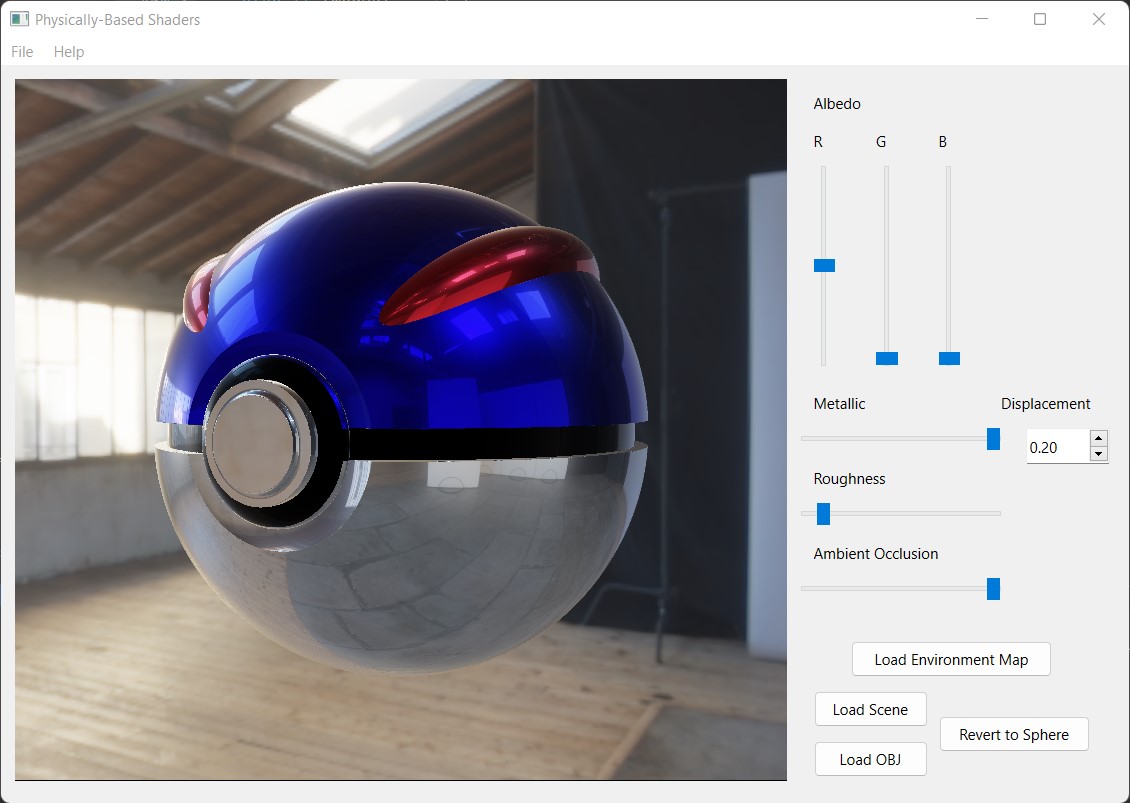 Physically-Based Shaders
File Help
Albedo
R G B
Metallic Displacement
0.20
Roughness
Ambient Occlusion
Load Environment Map
Load Scene
Revert to Sphere
Load OBJ